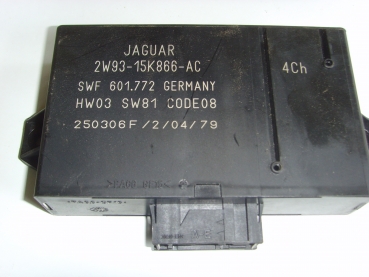 JAGUAR
2W93-15K866-AC
4Ch
SWF 601.772 GERMANY
HW03 SW81 CODE08
250306F/2/04/79